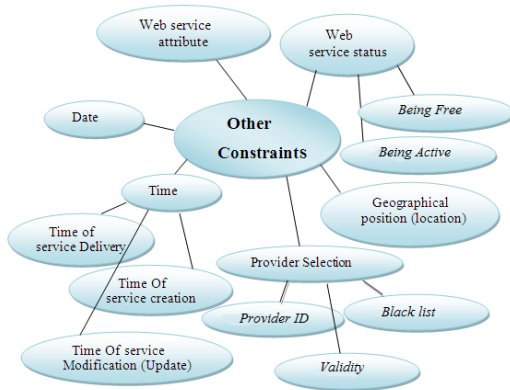 Web service
attribute
Web
service status
Being Free
Date
Other
Constraints
Being Active
Time
Geographical
position (location)
Time of
service Delivery
Provider Selection
Time Of
service creation
Provider ID
Black list
Time Of service
Modification (Update)
Validity